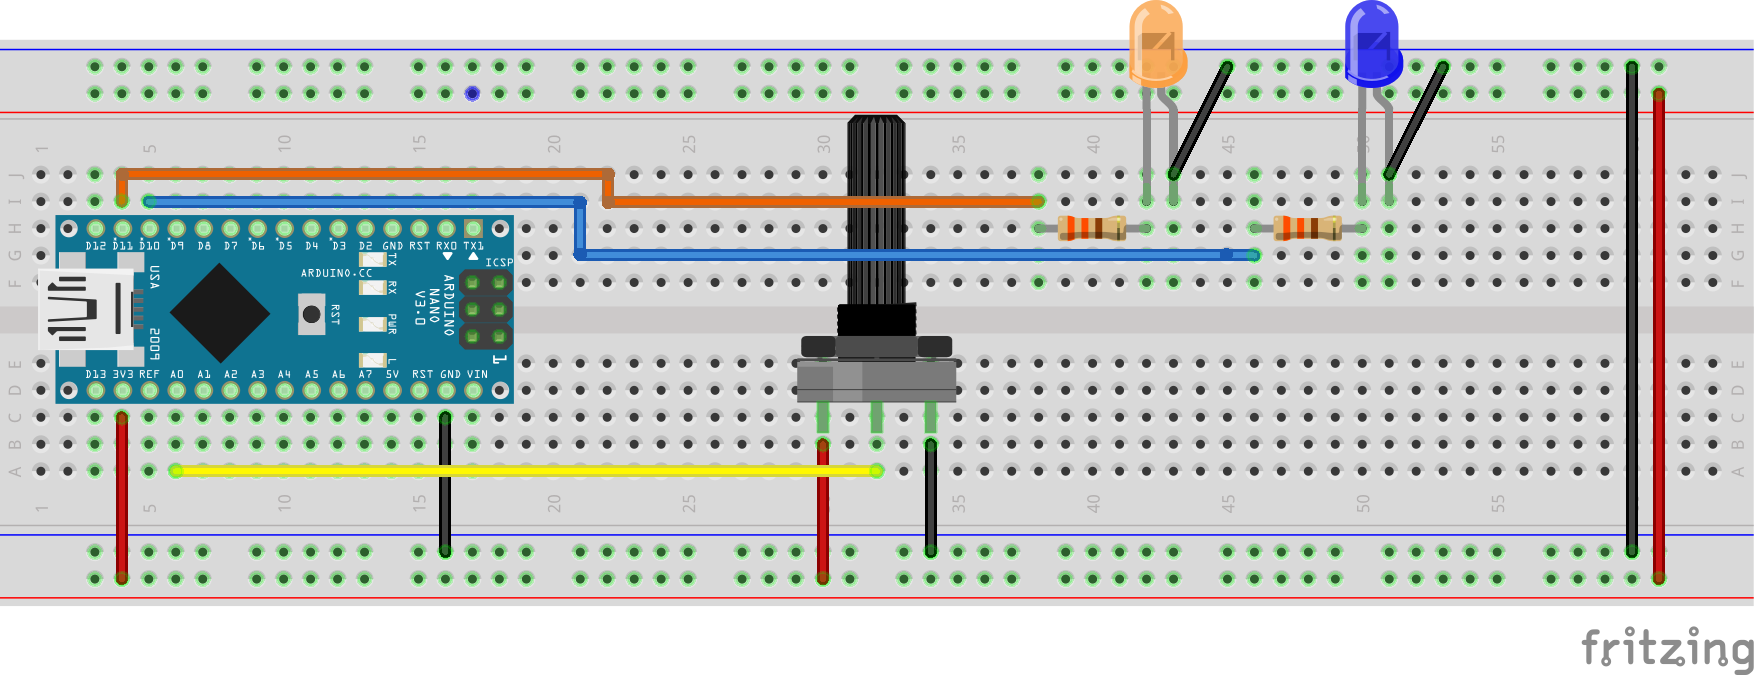 1 5 10 15 20 25 30 35 40 45 50 55
J J
I I
H H
G G
F F
D12 *D11 *D10 *D9 D8 D7 *D6 *D5 D4 *D3 D2 GND RST RX0 TX1
USA
ARDUINO.CC
TX
ICSP
RX
RST
ARDUINO
NANO
V3.0
PWR
2009
L
1
D13 3V3 REF A0 A1 A2 A3 A4 A5 A6 A7 5V RST GND VIN
E E
D D
C C
B B
A A
1 5 10 15 20 25 30 35 40 45 50 55
fritzing